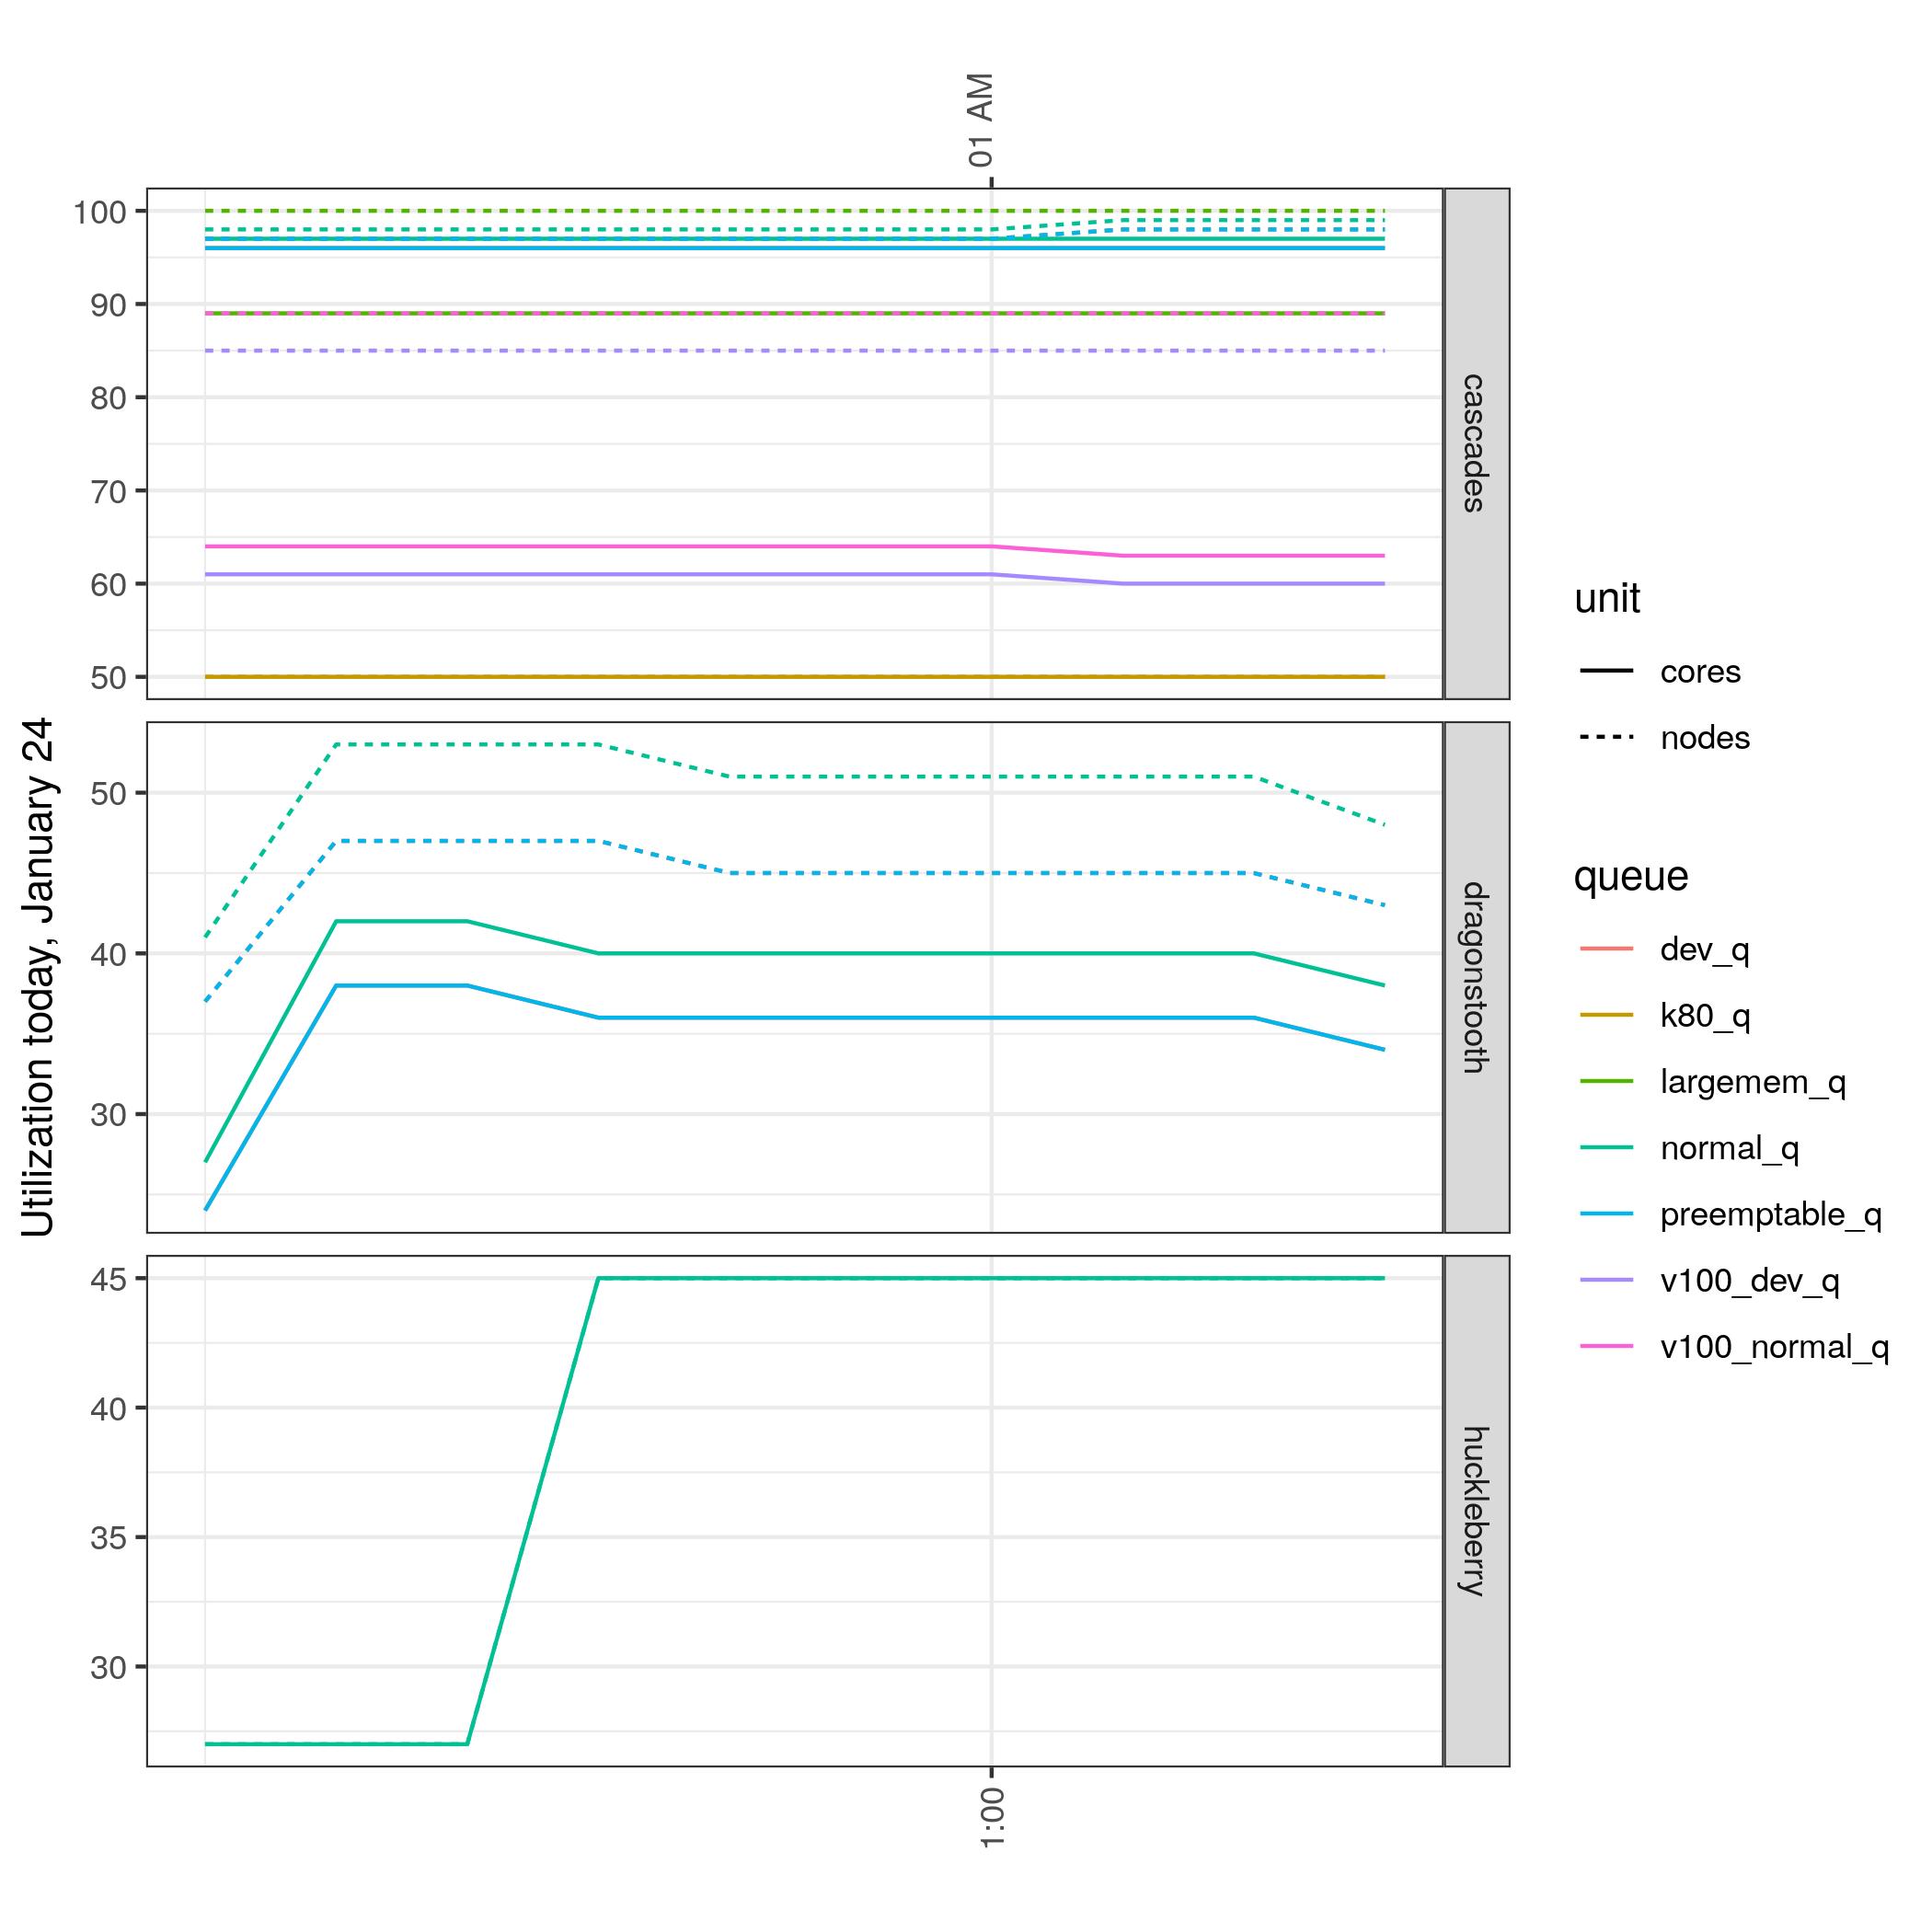 01 AM
Utilization today, January 24
100
90
80
70
60
50
cascades
50
40
30
dragonstooth
45
40
35
30
huckleberry
1:00
unit
cores
nodes
queue
dev_q
k80_q
largemem_q
normal_q
preemptable_q
v100_dev_q
v100_normal_q